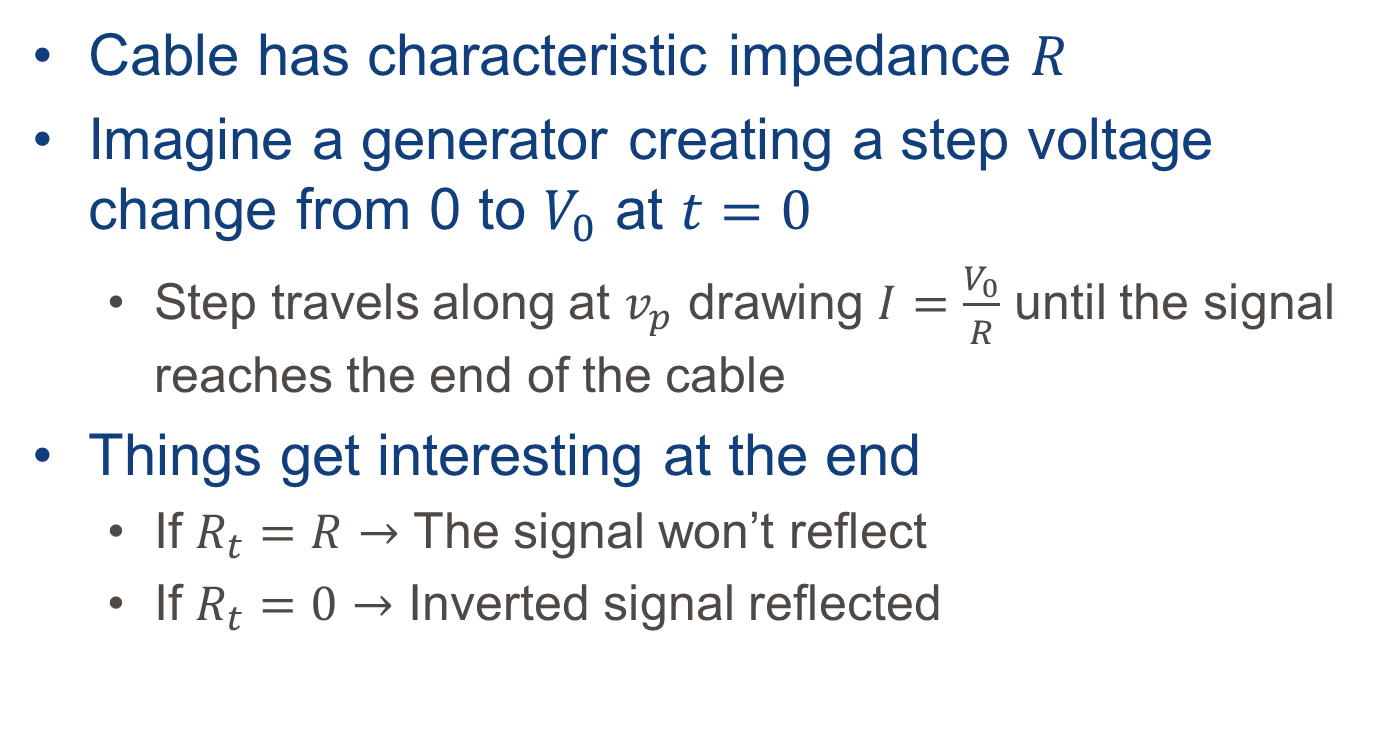 • Cable has characteristic impedance R
• Imagine a generator creating a step voltage
change from 0 to V₀ at t = 0
• Step travels along at vₚ drawing I = V₀/R until the signal
reaches the end of the cable
• Things get interesting at the end
• If Rₜ = R → The signal won’t reflect
• If Rₜ = 0 → Inverted signal reflected